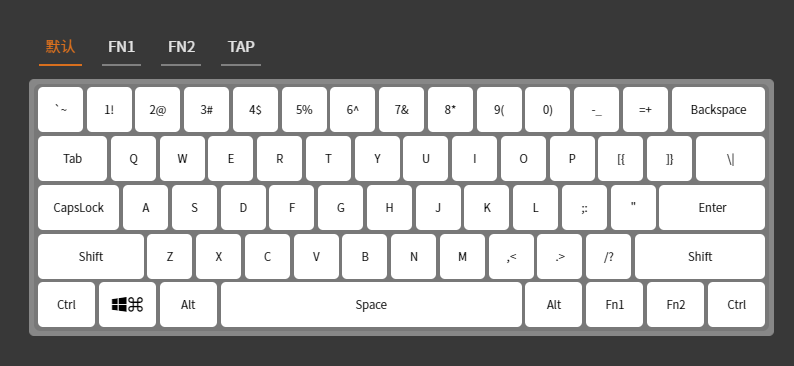 默认 FN1 FN2 TAP
`~ 1! 2@ 3# 4$ 5% 6^ 7& 8* 9( 0) -_ =+ Backspace
Tab Q W E R T Y U I O P [{ ]} \|
CapsLock A S D F G H J K L ;: " Enter
Shift Z X C V B N M ,< .> /? Shift
Ctrl ⌘ Alt Space Alt Fn1 Fn2 Ctrl